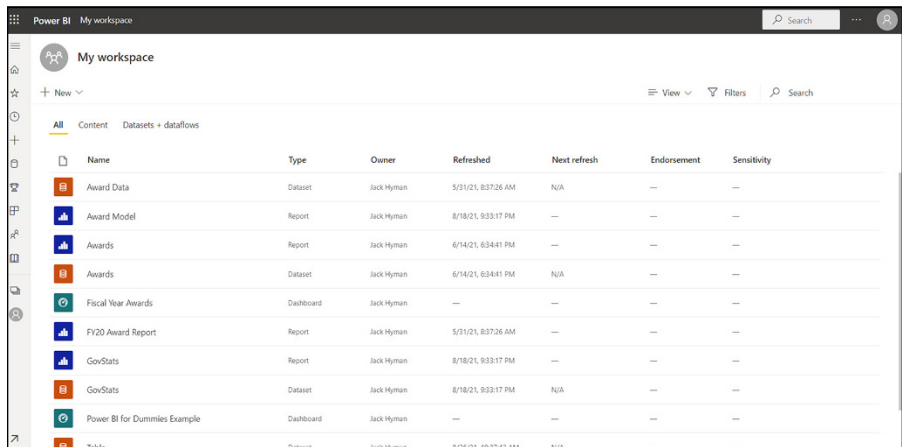 Power BI My workspace Search ...
My workspace
+ New View Filters Search
All Content Datasets + dataflows
Name Type Owner Refreshed Next refresh Endorsement Sensitivity
Award Data Dataset Jack Hyman 5/31/21, 8:37:26 AM N/A — —
Award Model Report Jack Hyman 8/18/21, 9:33:17 PM — — —
Awards Report Jack Hyman 6/14/21, 6:34:41 PM — — —
Awards Dataset Jack Hyman 6/14/21, 6:34:41 PM N/A — —
Fiscal Year Awards Dashboard Jack Hyman — — — —
FY20 Award Report Report Jack Hyman 5/31/21, 8:37:26 AM — — —
GovStats Report Jack Hyman 8/18/21, 9:33:17 PM — — —
GovStats Dataset Jack Hyman 8/18/21, 9:33:17 PM N/A — —
Power BI for Dummies Example Dashboard Jack Hyman — — — —